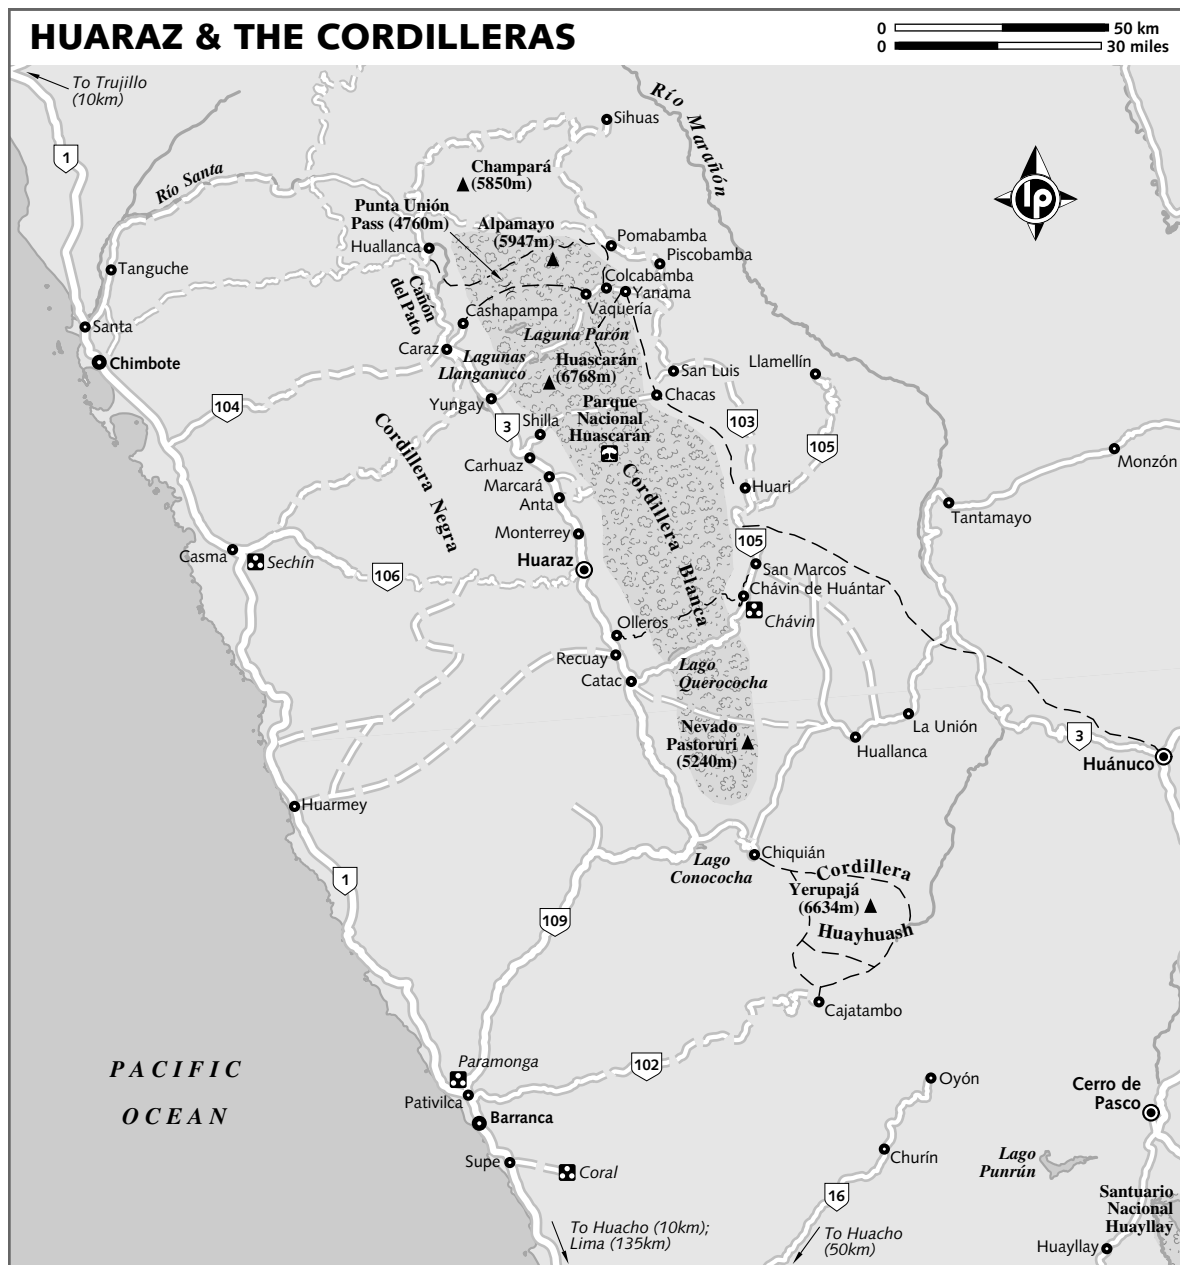 HUARAZ & THE CORDILLERAS
0
50 km
0
30 miles
To Trujillo
(10km)
1
Río Santa
Río Marañón
Sihuas
Champará
(5850m)
lp
Punta Unión
Pass (4760m)
Alpamayo
(5947m)
Huallanca
Pomabamba
Piscobamba
Tanguche
Colcabamba
Yanama
Cañón
del Pato
Cashapampa
Vaquería
Santa
Chimbote
Laguna Parón
Caraz
Lagunas
Llanganuco
Huascarán
(6768m)
San Luis
Llamellín
Yungay
Parque
Nacional
Huascarán
Chacas
104
3
Shilla
103
105
Cordillera Negra
Carhuaz
Marcará
Anta
Cordillera Blanca
Huari
Monzón
Tantamayo
Monterrey
Casma
Sechín
106
Huaraz
105
San Marcos
Chávin de Huántar
Chávin
Olleros
Recuay
Catac
Lago
Querococha
Nevado
Pastoruri
(5240m)
La Unión
Huallanca
3
Huánuco
Huarmey
1
Lago
Conococha
Chiquián
Cordillera
Yerupajá
(6634m)
Huayhuash
109
Cajatambo
PACIFIC
OCEAN
Paramonga
102
Pativilca
Barranca
Oyón
Cerro de
Pasco
Supe
Coral
Churín
Lago
Punrún
16
Santuario
Nacional
Huayllay
To Huacho (10km);
Lima (135km)
To Huacho
(50km)
Huayllay